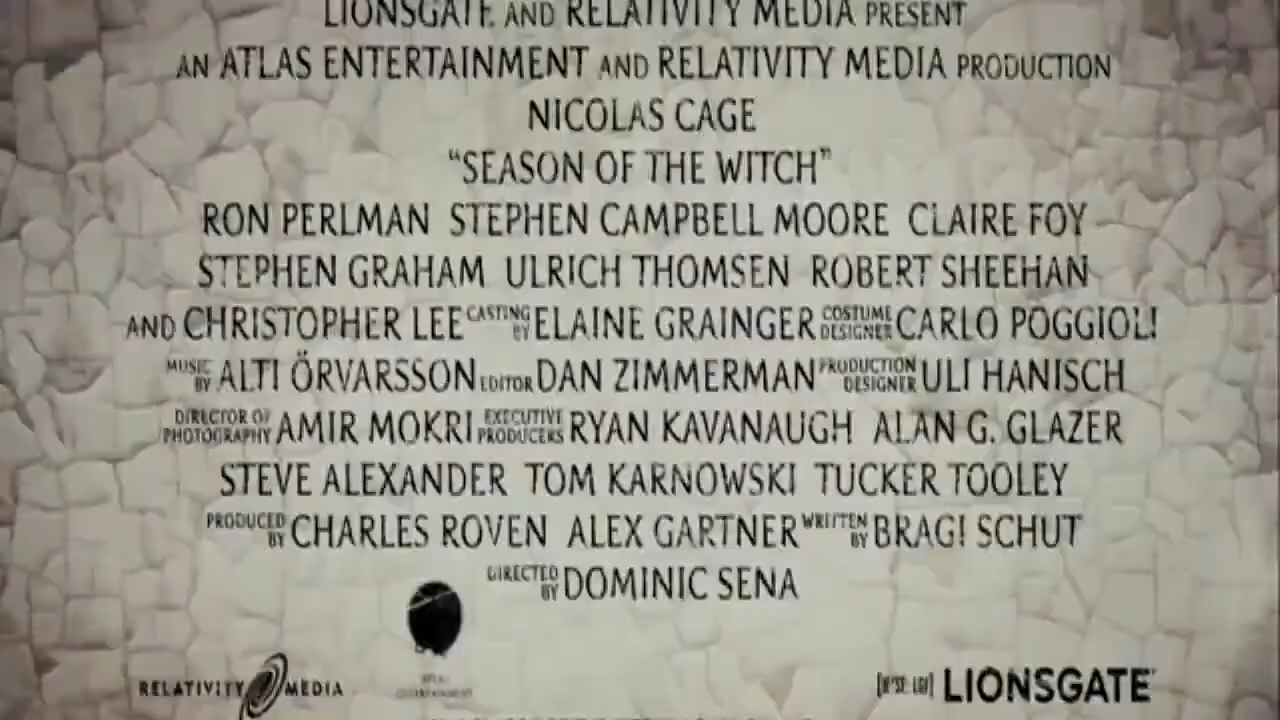 LIONSGATE AND RELATIVITY MEDIA PRESENT
AN ATLAS ENTERTAINMENT AND RELATIVITY MEDIA PRODUCTION
NICOLAS CAGE
“SEASON OF THE WITCH”
RON PERLMAN STEPHEN CAMPBELL MOORE CLAIRE FOY
STEPHEN GRAHAM ULRICH THOMSEN ROBERT SHEEHAN
AND CHRISTOPHER LEE CASTING BY ELAINE GRAINGER COSTUME DESIGNER CARLO POGGIOLI
MUSIC BY ALTI ÖRVARSSON EDITOR DAN ZIMMERMAN PRODUCTION DESIGNER ULI HANISCH
DIRECTOR OF PHOTOGRAPHY AMIR MOKRI EXECUTIVE PRODUCERS RYAN KAVANAUGH ALAN G. GLAZER
STEVE ALEXANDER TOM KARNOWSKI TUCKER TOOLEY
PRODUCED BY CHARLES ROVEN ALEX GARTNER WRITTEN BY BRAGI SCHUT
DIRECTED BY DOMINIC SENA
RELATIVITY MEDIA
[NYSE: LGF] LIONSGATE